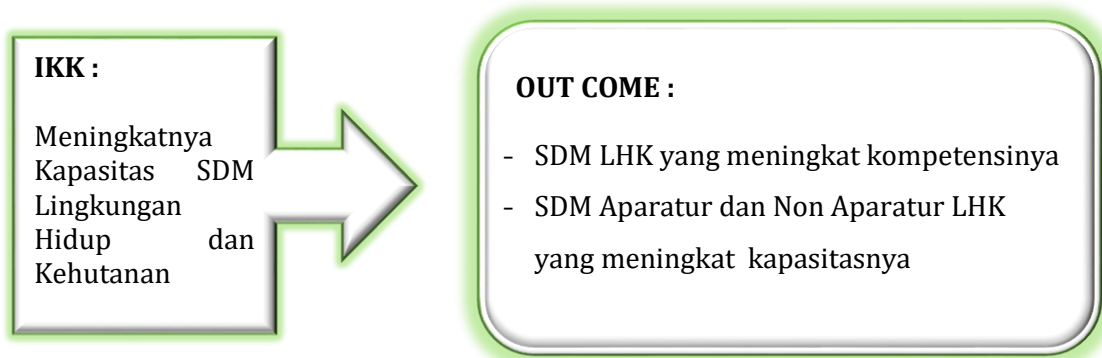 IKK :
Meningkatnya
Kapasitas SDM
Lingkungan
Hidup dan
Kehutanan
OUT COME :
- SDM LHK yang meningkat kompetensinya
- SDM Aparatur dan Non Aparatur LHK
yang meningkat kapasitasnya